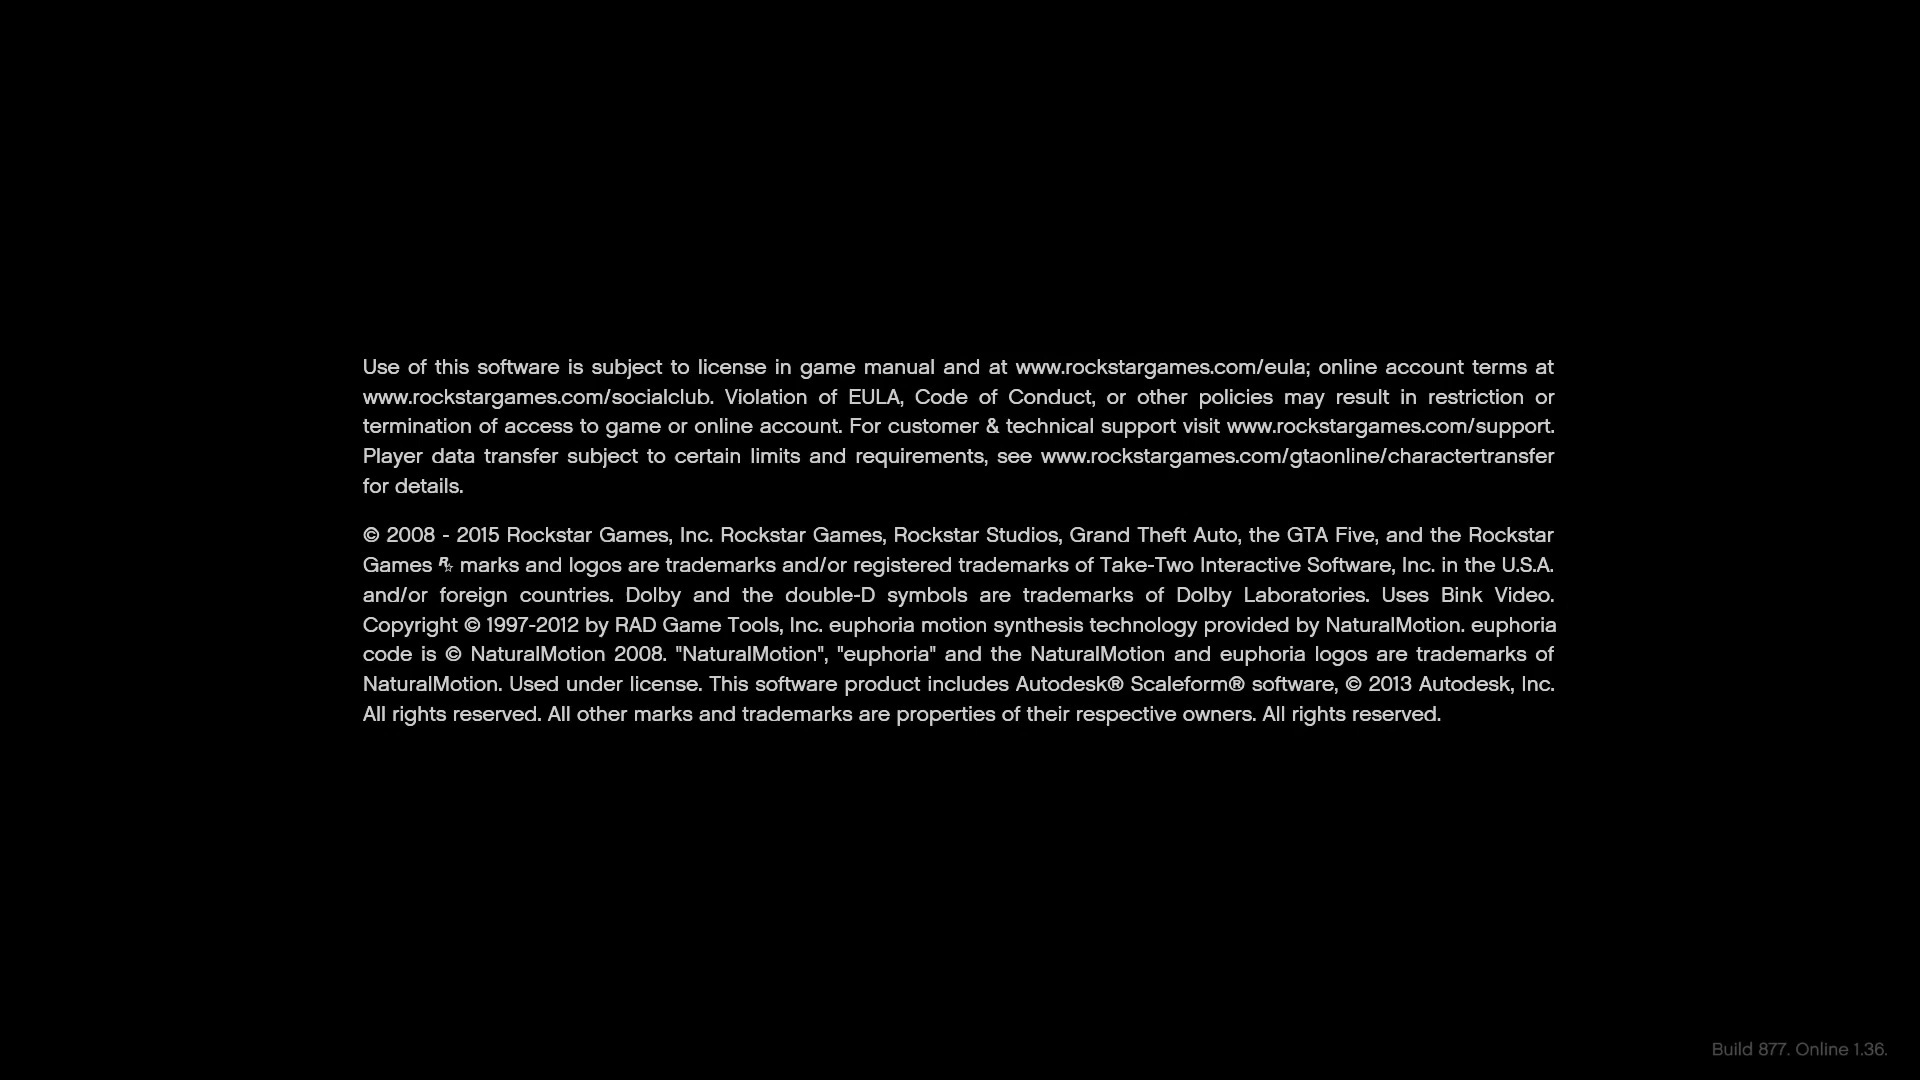 Use of this software is subject to license in game manual and at www.rockstargames.com/eula; online account terms at
www.rockstargames.com/socialclub. Violation of EULA, Code of Conduct, or other policies may result in restriction or
termination of access to game or online account. For customer & technical support visit www.rockstargames.com/support.
Player data transfer subject to certain limits and requirements, see www.rockstargames.com/gtaonline/charactertransfer
for details.
© 2008 - 2015 Rockstar Games, Inc. Rockstar Games, Rockstar Studios, Grand Theft Auto, the GTA Five, and the Rockstar
Games R☆ marks and logos are trademarks and/or registered trademarks of Take-Two Interactive Software, Inc. in the U.S.A.
and/or foreign countries. Dolby and the double-D symbols are trademarks of Dolby Laboratories. Uses Bink Video.
Copyright © 1997-2012 by RAD Game Tools, Inc. euphoria motion synthesis technology provided by NaturalMotion. euphoria
code is © NaturalMotion 2008. "NaturalMotion", "euphoria" and the NaturalMotion and euphoria logos are trademarks of
NaturalMotion. Used under license. This software product includes Autodesk® Scaleform® software, © 2013 Autodesk, Inc.
All rights reserved. All other marks and trademarks are properties of their respective owners. All rights reserved.
Build 877. Online 1.36.